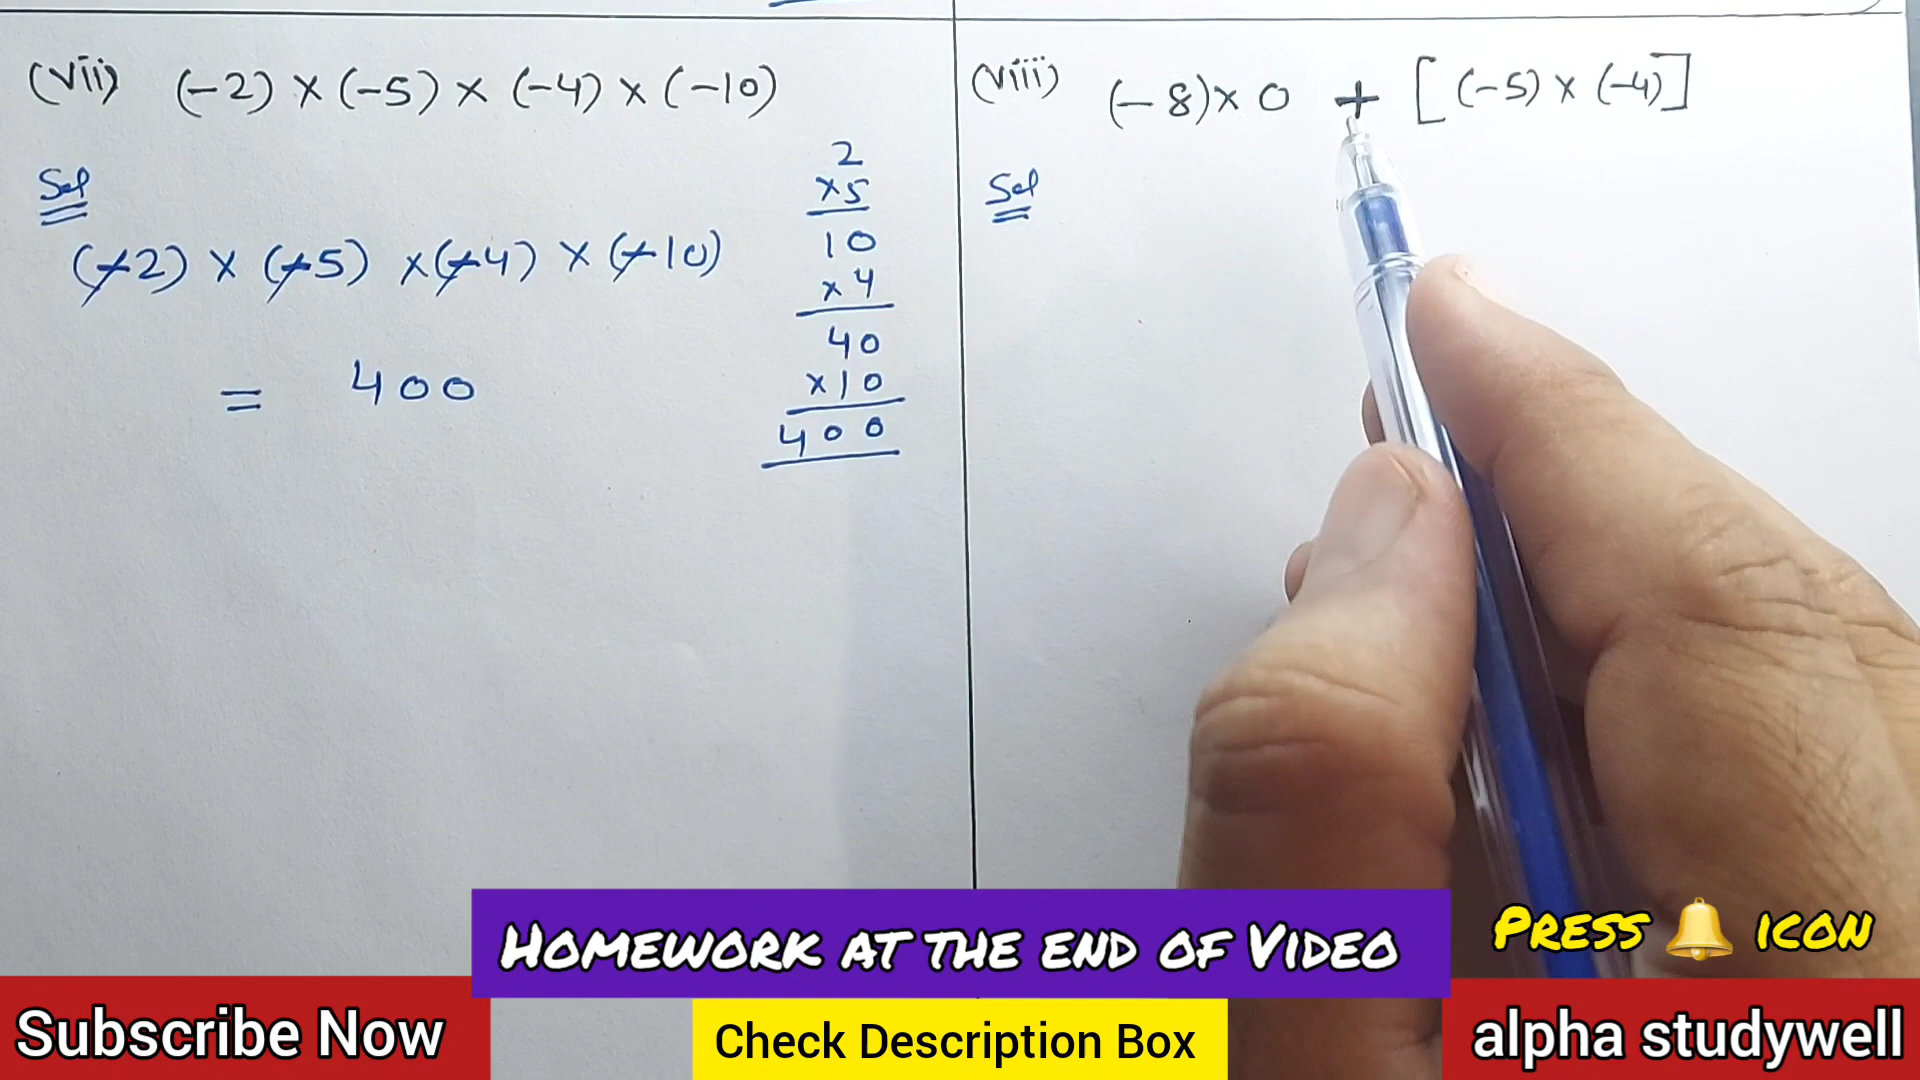 (vii) (-2) × (-5) × (-4) × (-10)
Sol
(-2) × (-5) × (-4) × (-10)
= 400
2
×5
10
×4
40
×10
400
(viii) (-8) × 0 + [(-5) × (-4)]
Sol
HOMEWORK AT THE END OF VIDEO
PRESS 🔔 ICON
Subscribe Now
Check Description Box
alpha studywell